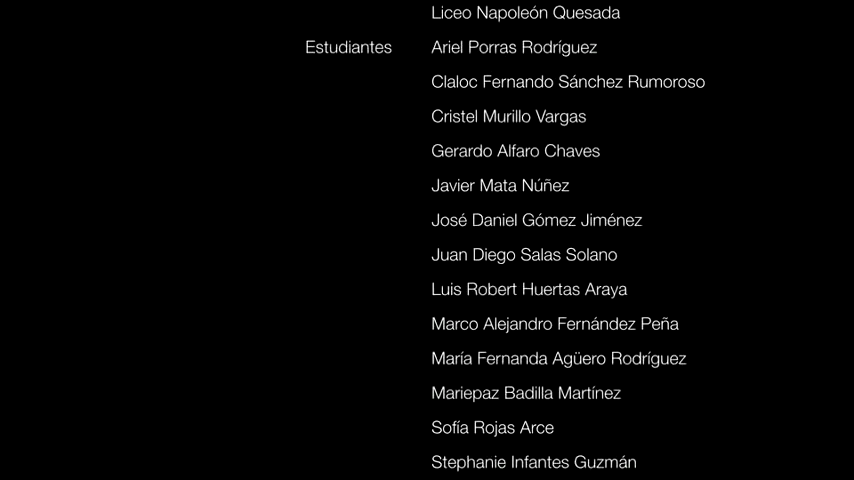 Liceo Napoleón Quesada
Estudiantes Ariel Porras Rodríguez
Claloc Fernando Sánchez Rumoroso
Cristel Murillo Vargas
Gerardo Alfaro Chaves
Javier Mata Núñez
José Daniel Gómez Jiménez
Juan Diego Salas Solano
Luis Robert Huertas Araya
Marco Alejandro Fernández Peña
María Fernanda Agüero Rodríguez
Mariepaz Badilla Martínez
Sofía Rojas Arce
Stephanie Infantes Guzmán